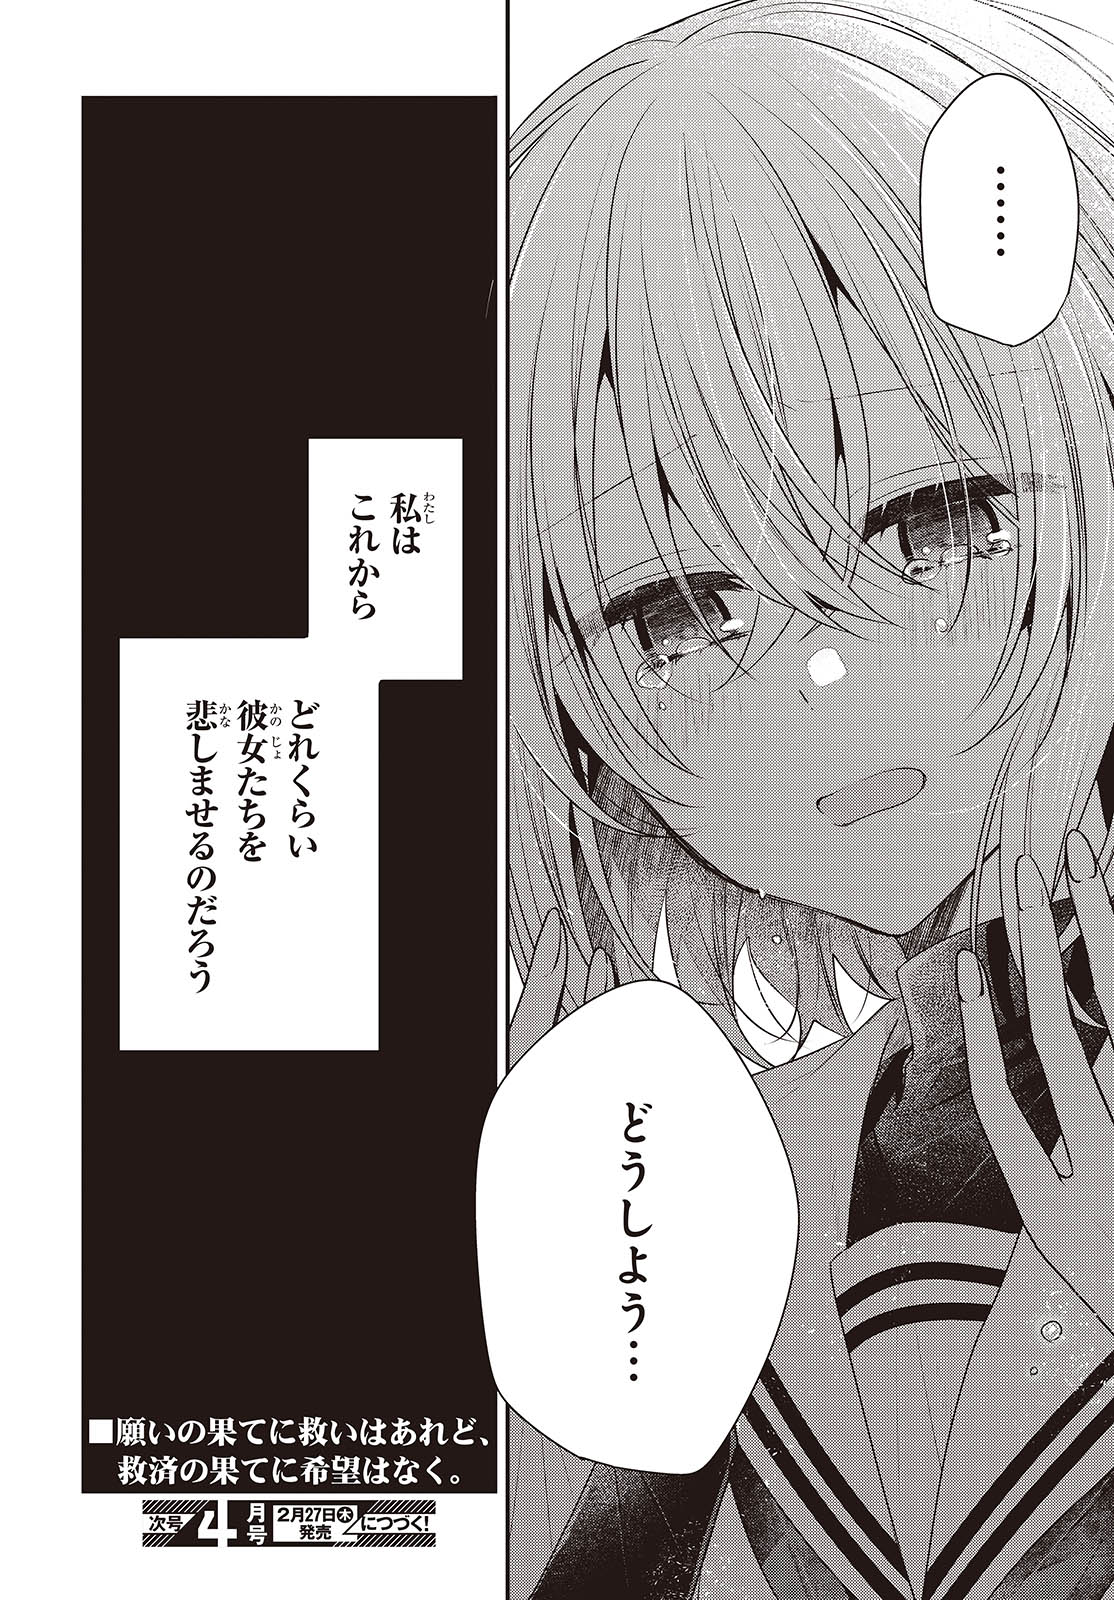 ……
どうしよう…
私は
これから
どれくらい
彼女たちを
悲しませるのだろう
■願いの果てに救いはあれど、
救済の果てに希望はなく。
次号4月号2月27日㊍発売につづく!